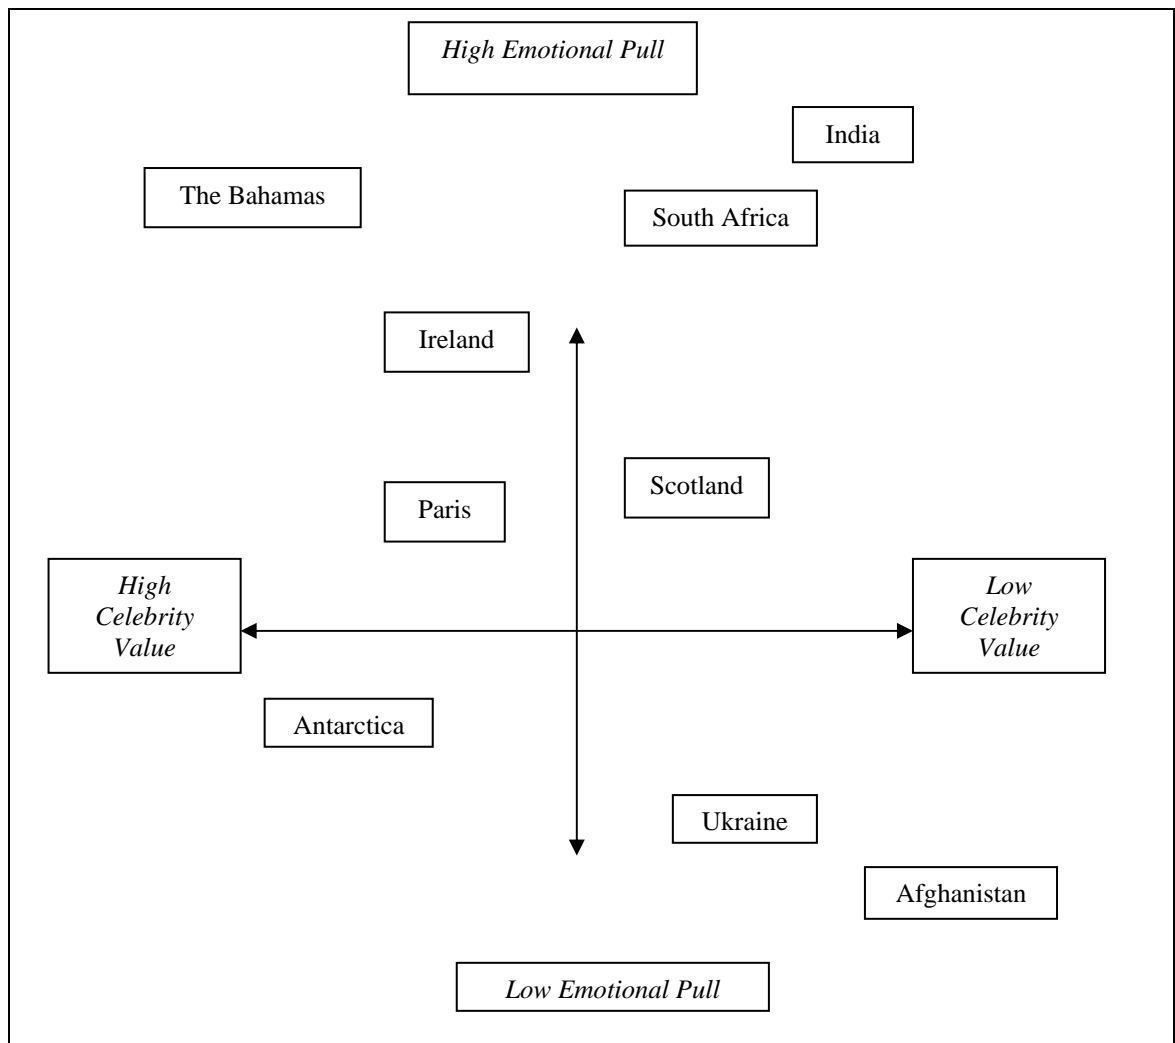 High Emotional Pull
India
The Bahamas
South Africa
Ireland
Scotland
Paris
High
Celebrity
Value
Low
Celebrity
Value
Antarctica
Ukraine
Afghanistan
Low Emotional Pull